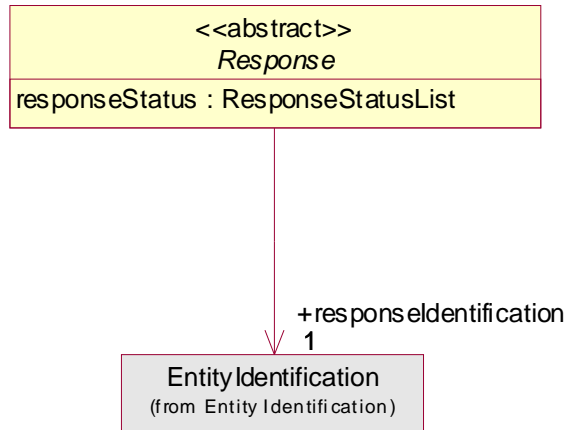 <<abstract>>
Response
responseStatus : ResponseStatusList
+responseIdentification
1
EntityIdentification
(from Entity Identification)